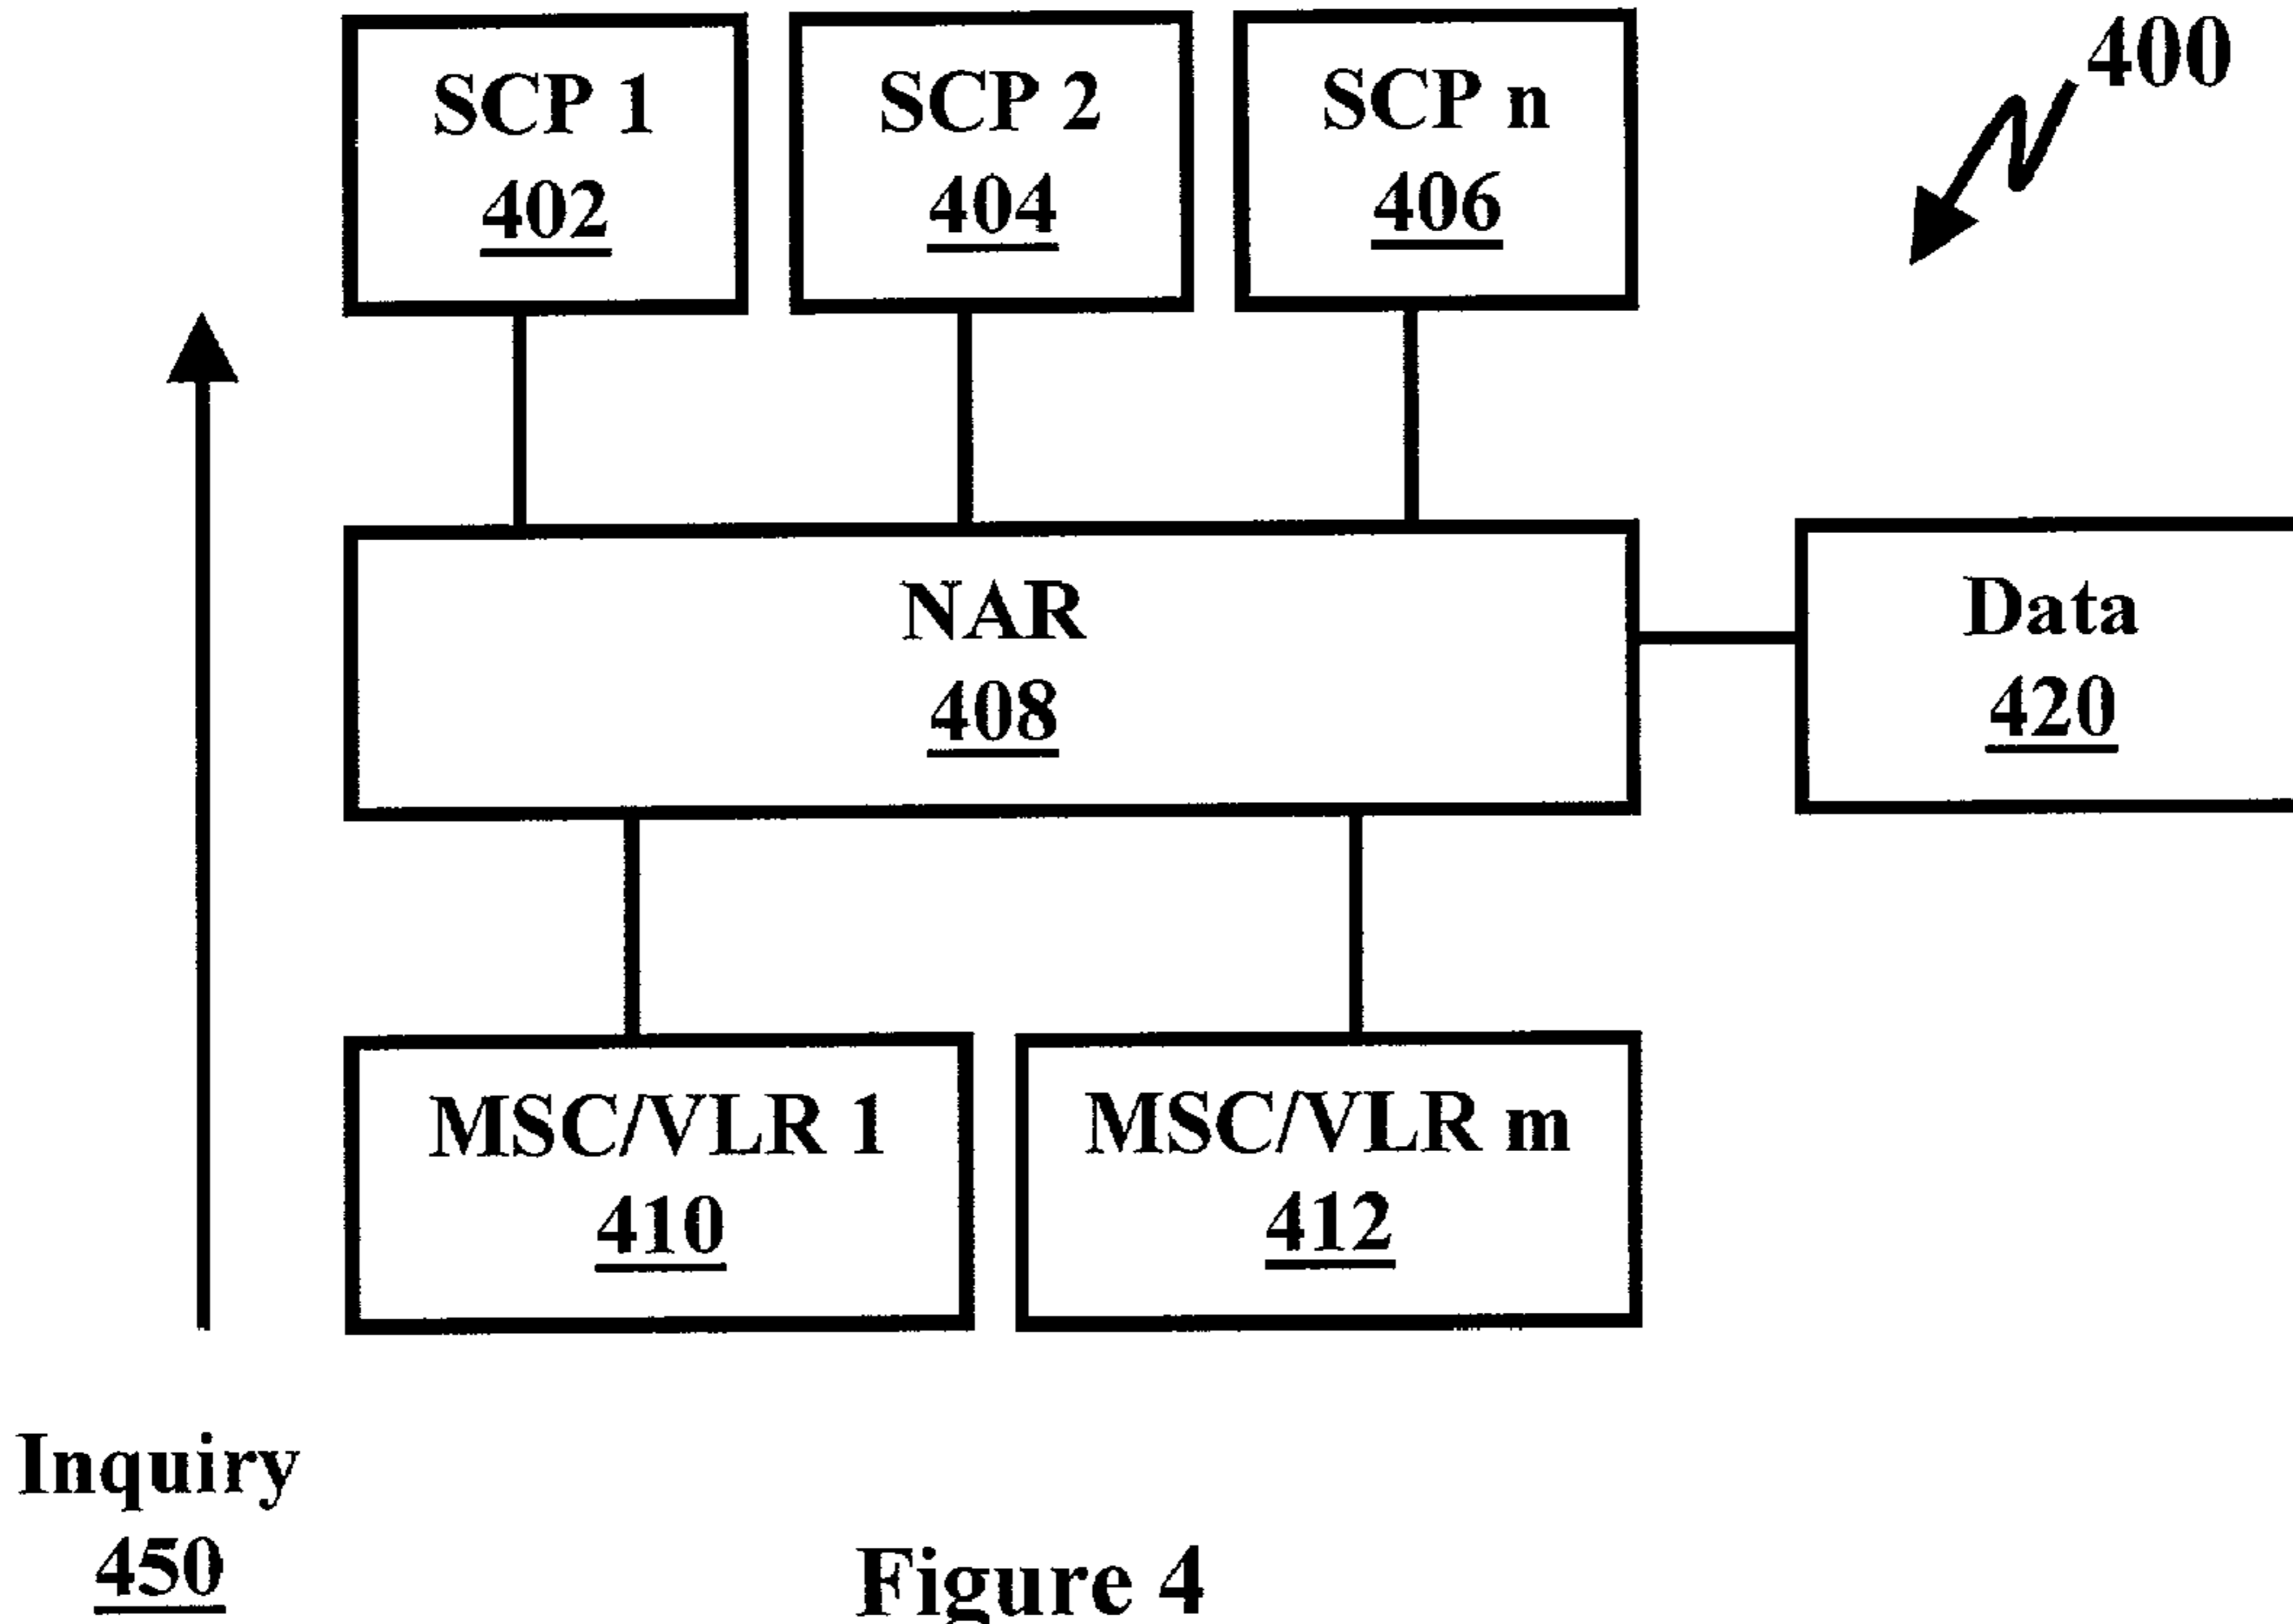 SCP 1
402
SCP 2
404
SCP n
406
400
NAR
408
Data
420
MSC/VLR 1
410
MSC/VLR m
412
Inquiry
450
Figure 4